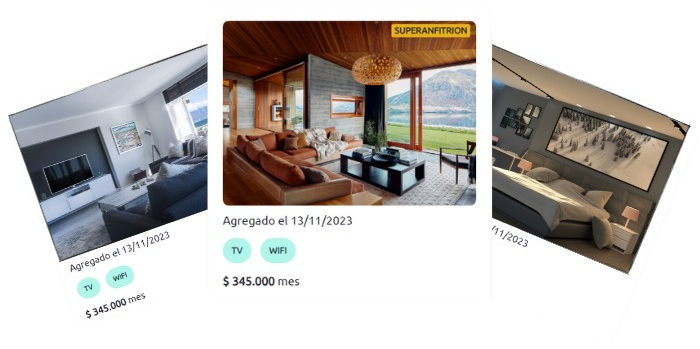 Agregado el 13/11/2023
TV
WIFI
$ 345.000 mes
SUPERANFITRION
Agregado el 13/11/2023
TV
WIFI
$ 345.000 mes
/11/2023